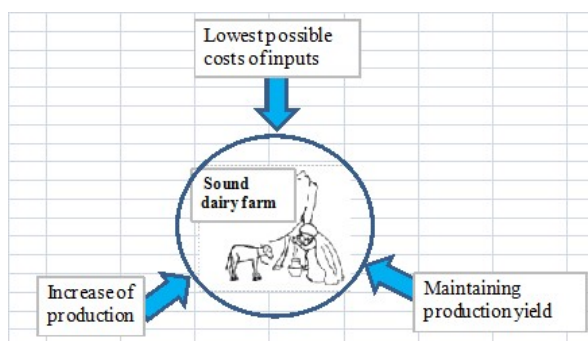 Lowest possible
costs of inputs
Sound
dairy farm
Increase of
production
Maintaining
production yield